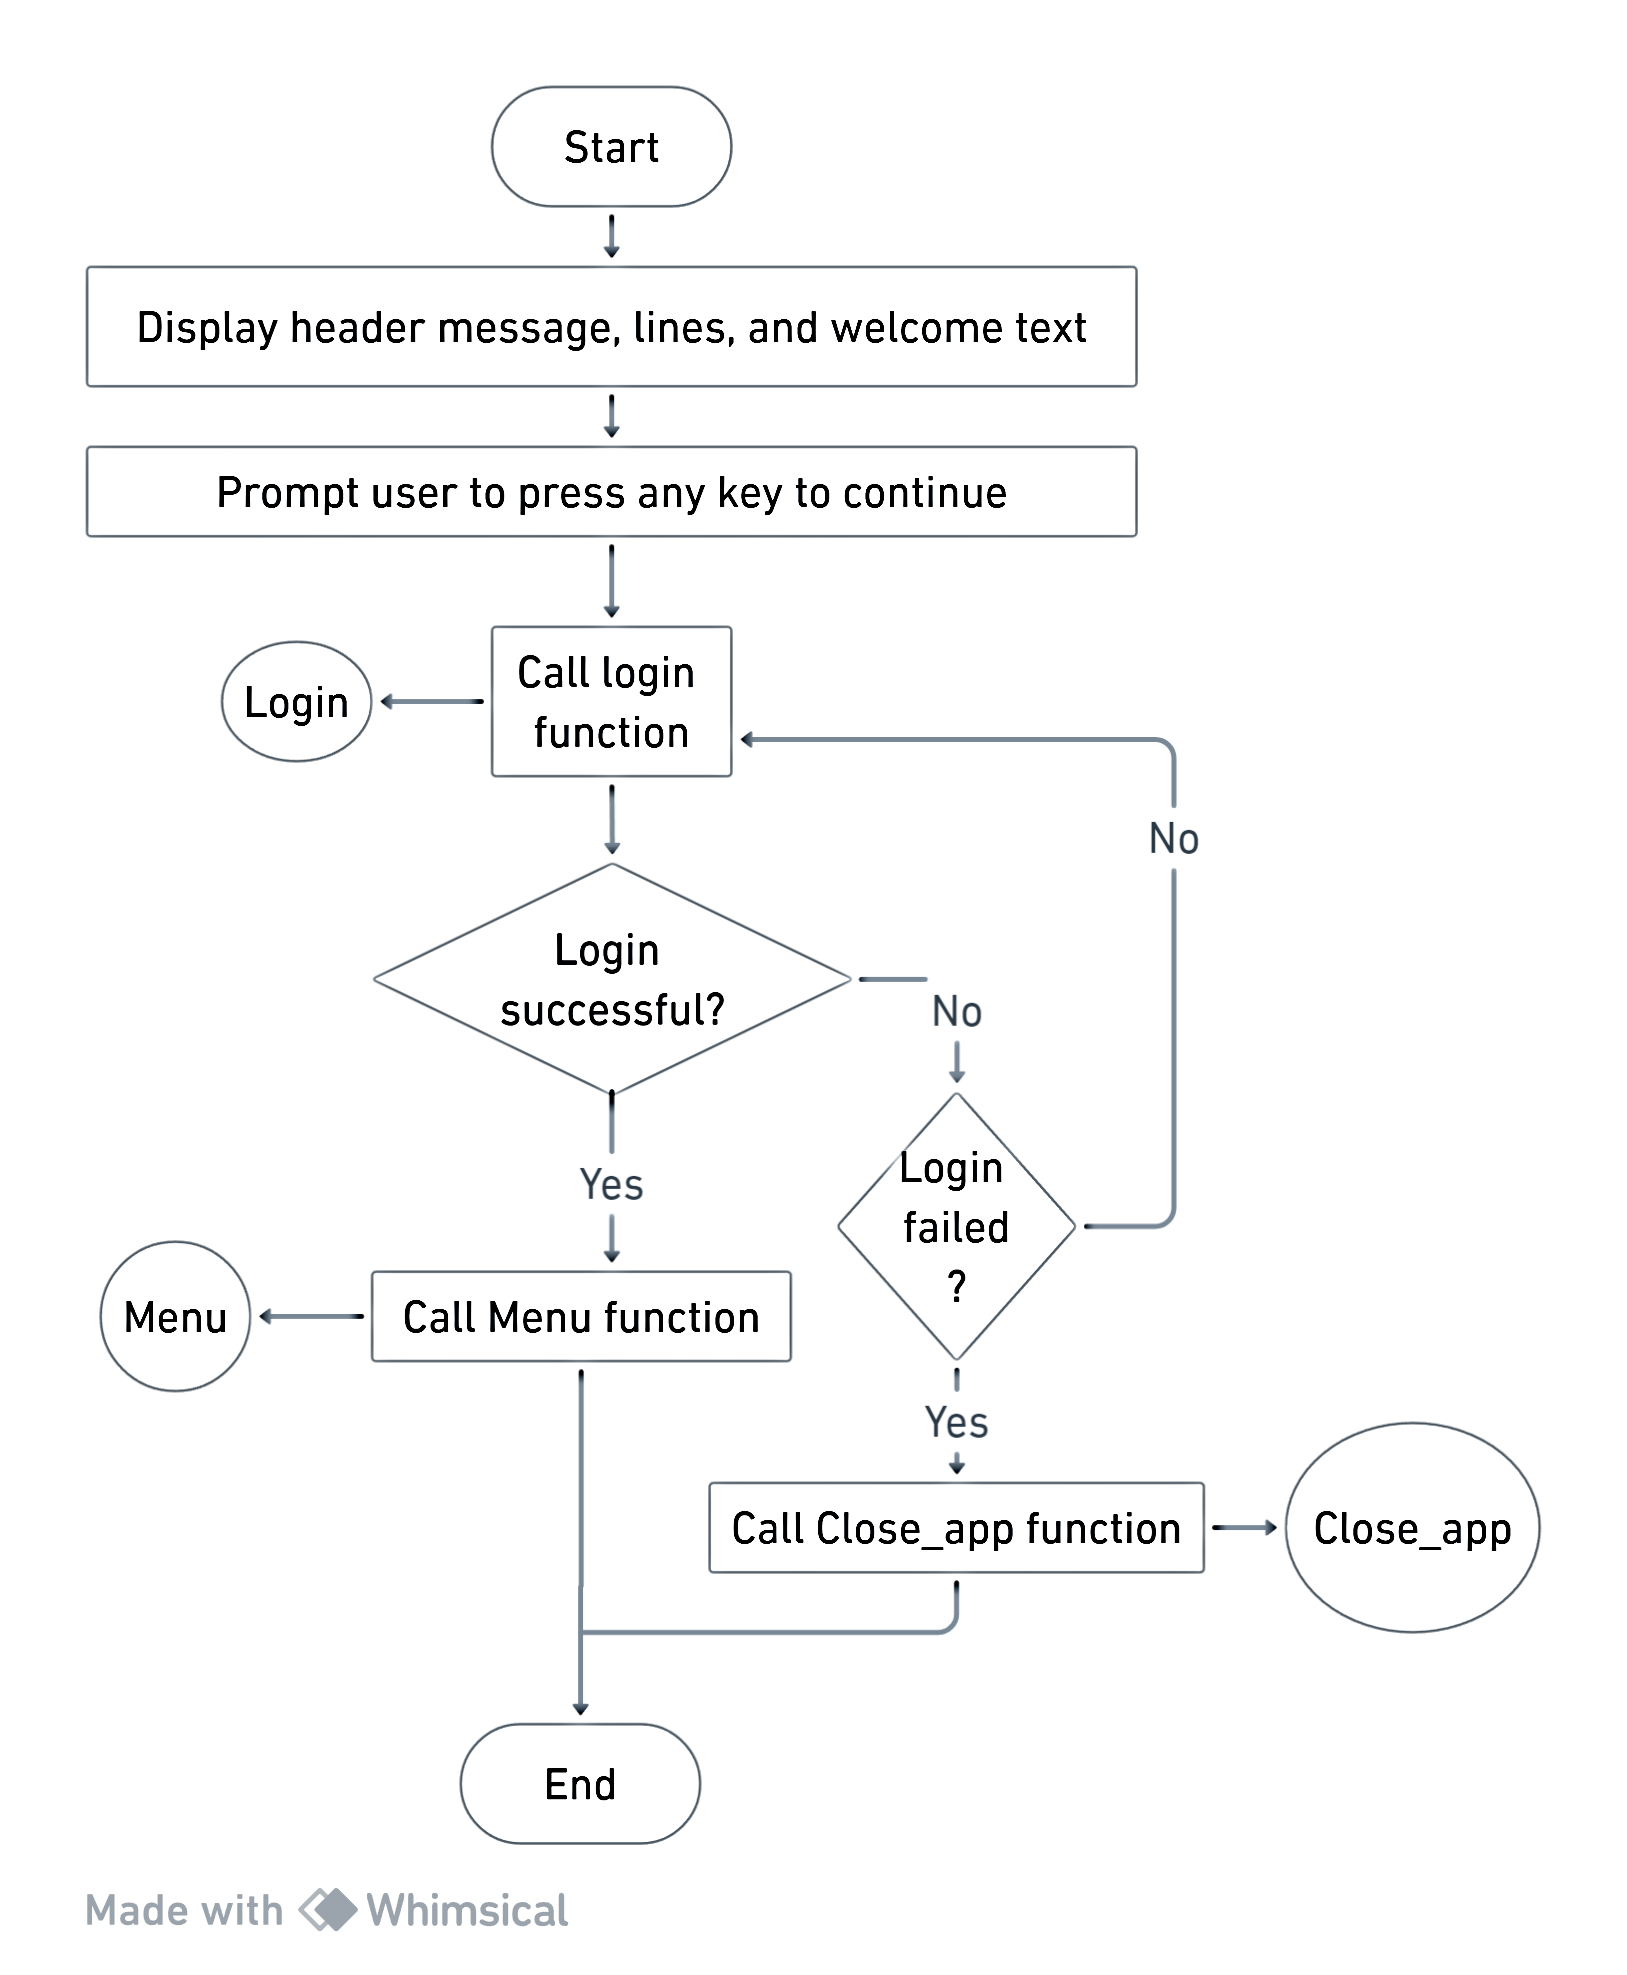 Start
Display header message, lines, and welcome text
Prompt user to press any key to continue
Call login
function
Login
No
Login
successful?
No
Login
failed
?
Yes
Call Menu function
Menu
Yes
Call Close_app function
Close_app
End
Made with Whimsical